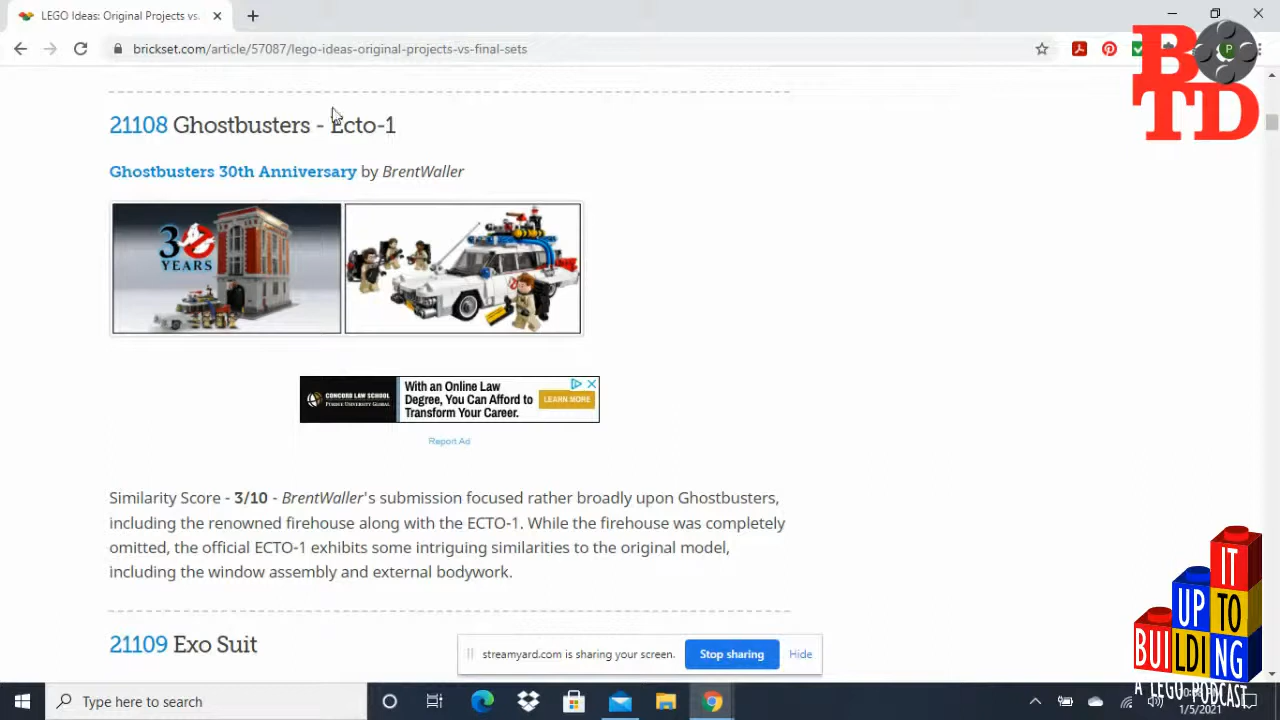 LEGO Ideas: Original Projects vs.
brickset.com/article/57087/lego-ideas-original-projects-vs-final-sets
P
B
TD
21108 Ghostbusters - Ecto-1
Ghostbusters 30th Anniversary by BrentWaller
30
YEARS
CONCORD LAW SCHOOL
PURDUE UNIVERSITY GLOBAL
With an Online Law
Degree, You Can Afford to
Transform Your Career.
LEARN MORE
Report Ad
Similarity Score - 3/10 - BrentWaller's submission focused rather broadly upon Ghostbusters,
including the renowned firehouse along with the ECTO-1. While the firehouse was completely
omitted, the official ECTO-1 exhibits some intriguing similarities to the original model,
including the window assembly and external bodywork.
21109 Exo Suit
streamyard.com is sharing your screen.
Stop sharing
Hide
IT
UP TO
BUILDING
A LEGO PODCAST
Type here to search
1/5/2021